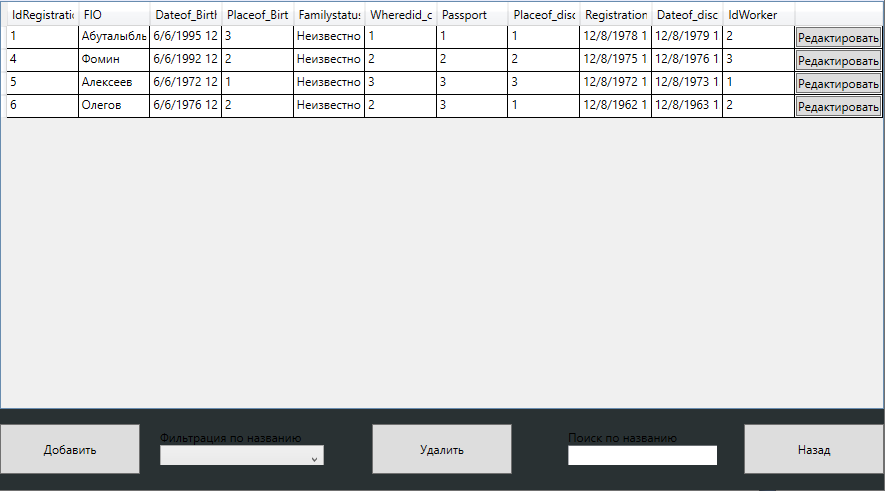 IdRegistratio FIO Dateof_Birth Placeof_Birt Familystatus Wheredid_c Passport Placeof_disc Registration Dateof_disc IdWorker
1 Абуталыблы 6/6/1995 12 3 Неизвестно 1 1 1 12/8/1978 1 12/8/1979 1 2 Редактировать
4 Фомин 6/6/1992 12 2 Неизвестно 2 2 2 12/8/1975 1 12/8/1976 1 3 Редактировать
5 Алексеев 6/6/1972 12 1 Неизвестно 3 3 3 12/8/1972 1 12/8/1973 1 1 Редактировать
6 Олегов 6/6/1976 12 2 Неизвестно 2 3 1 12/8/1962 1 12/8/1963 1 2 Редактировать
Добавить
Фильтрация по названию
Удалить
Поиск по названию
Назад